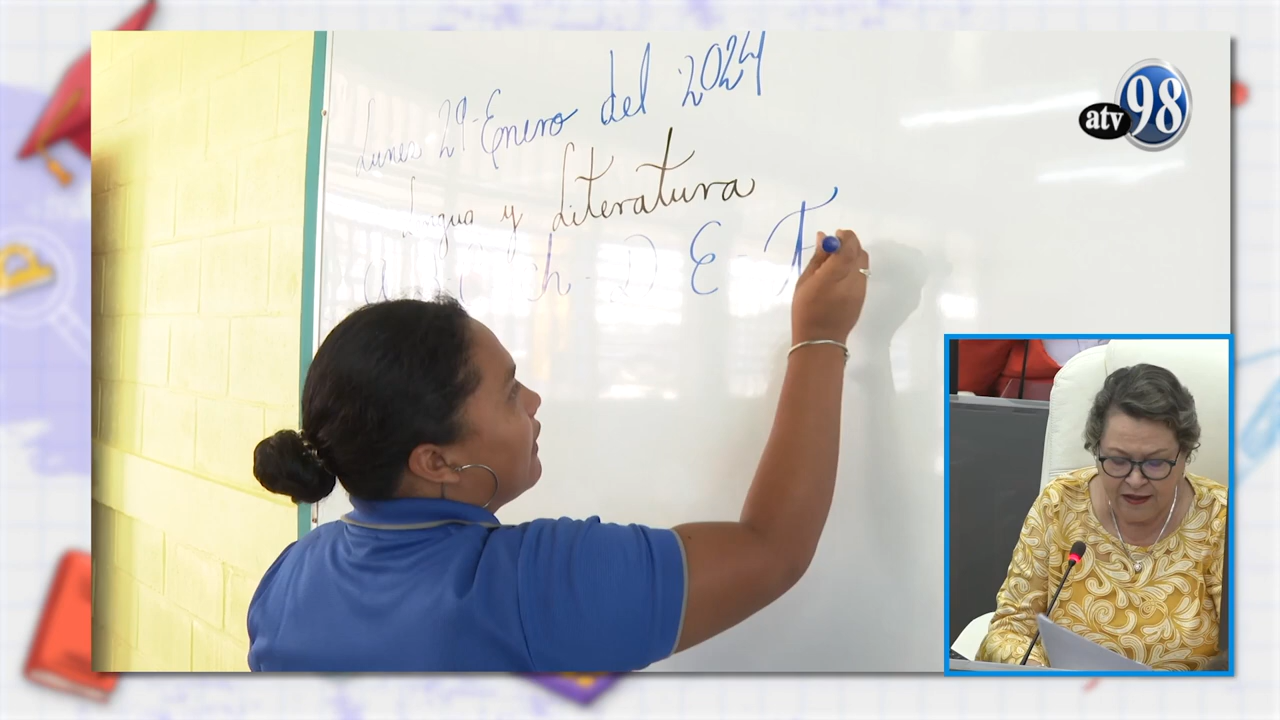 Lunes 29-Enero del 2024
Lengua y Literatura
a B C ch - D E - F
atv 98